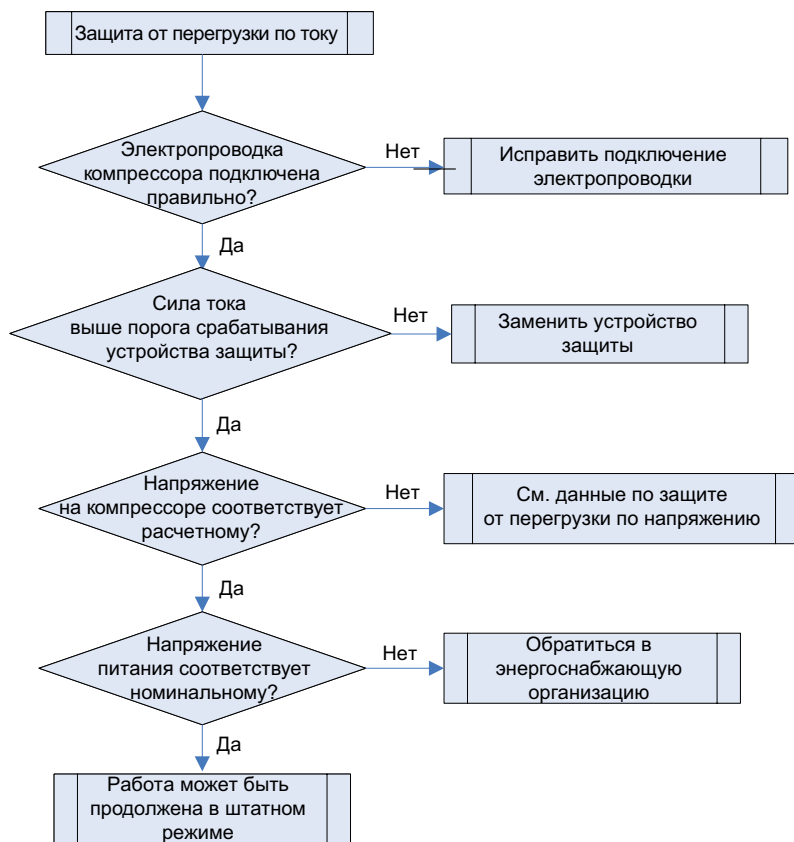 Защита от перегрузки по току
Электропроводка
компрессора подключена
правильно?
Нет
Исправить подключение
электропроводки
Да
Сила тока
выше порога срабатывания
устройства защиты?
Нет
Заменить устройство
защиты
Да
Напряжение
на компрессоре соответствует
расчетному?
Нет
См. данные по защите
от перегрузки по напряжению
Да
Напряжение
питания соответствует
номинальному?
Нет
Обратиться в
энергоснабжающую
организацию
Да
Работа может быть
продолжена в штатном
режиме